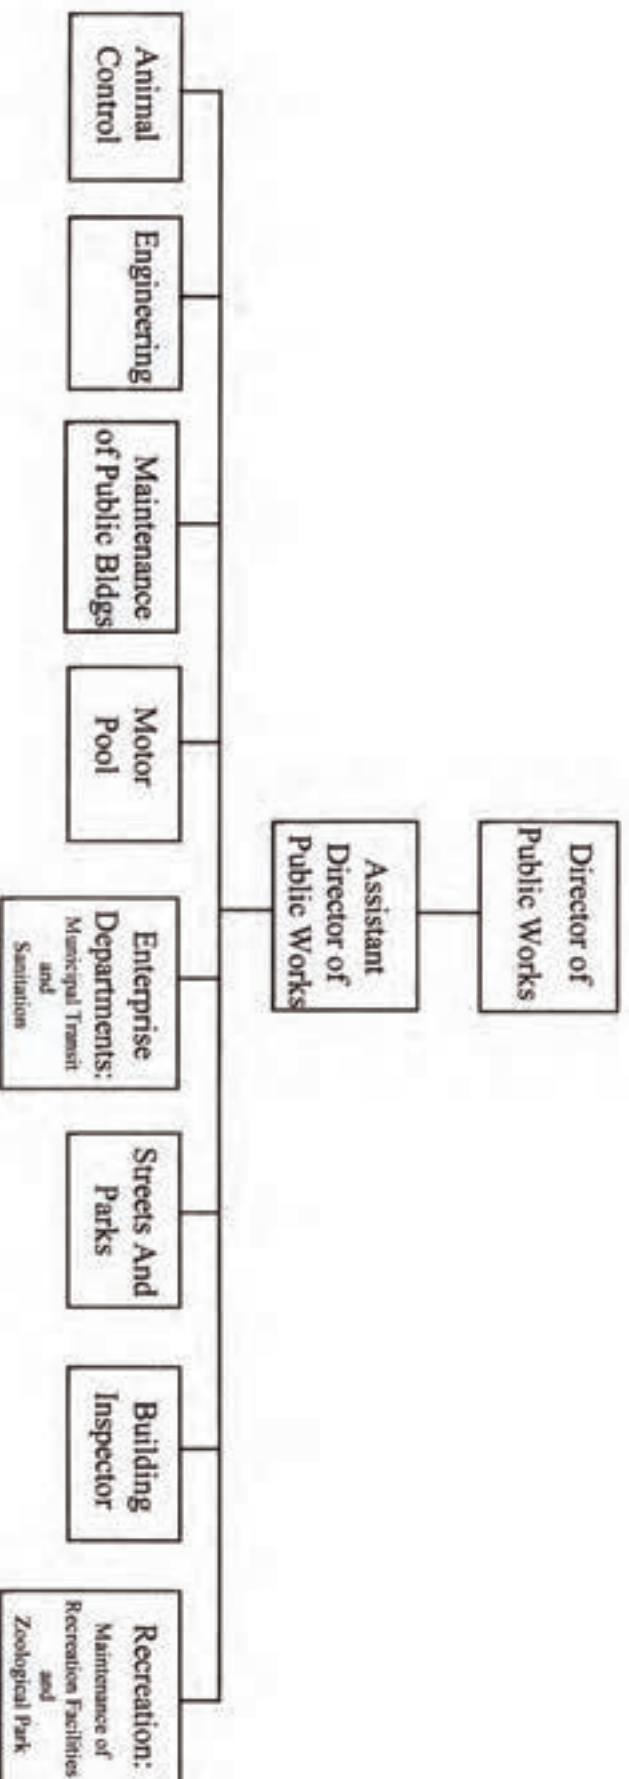 Director of
Public Works
Assistant
Director of
Public Works
Animal
Control
Engineering
Maintenance
of Public Bldgs
Motor
Pool
Enterprise
Departments:
Municipal Transit
and
Sanitation
Streets And
Parks
Building
Inspector
Recreation:
Maintenance of
Recreation Facilities
and
Zoological Park